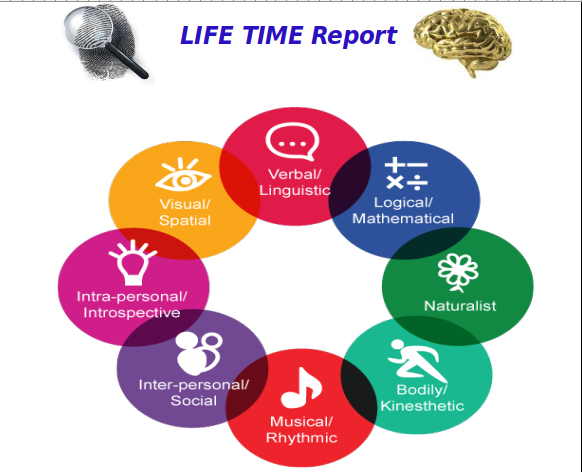 LIFE TIME Report
Verbal/
Linguistic
Visual/
Spatial
Logical/
Mathematical
Intra-personal/
Introspective
Naturalist
Inter-personal/
Social
Bodily/
Kinesthetic
Musical/
Rhythmic